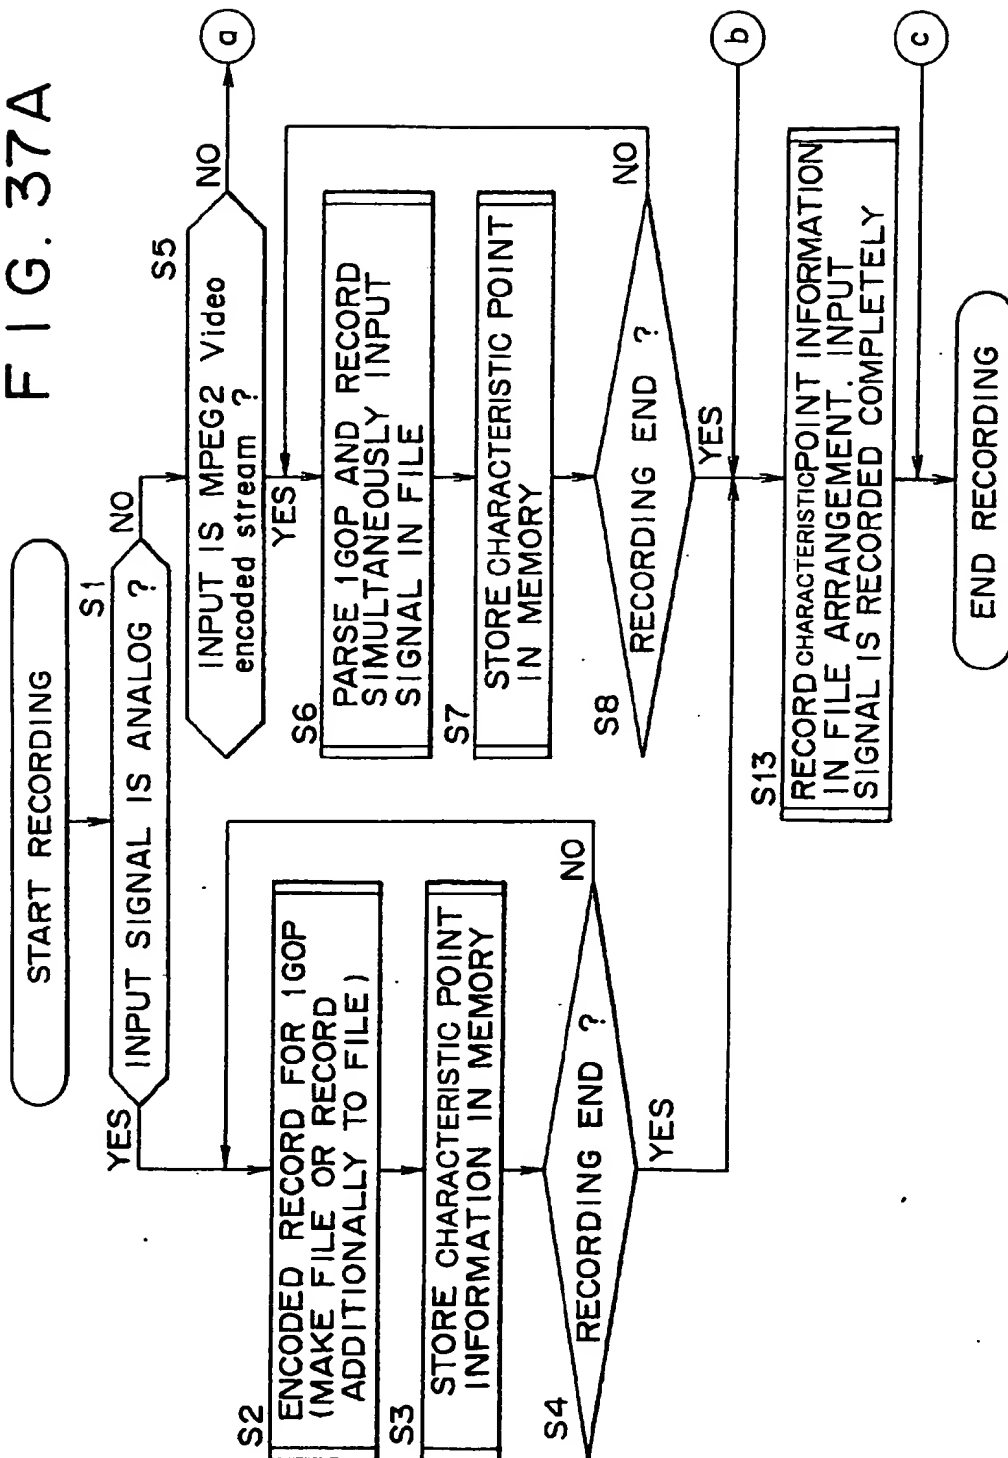 FIG. 37A
START RECORDING
S1
INPUT SIGNAL IS ANALOG ?
YES
NO
S2
ENCODED RECORD FOR 1GOP
(MAKE FILE OR RECORD
ADDITIONALLY TO FILE)
S3
STORE CHARACTERISTIC POINT
INFORMATION IN MEMORY
S4
RECORDING END ?
NO
YES
S5
INPUT IS MPEG2 Video
encoded stream ?
NO
a
YES
S6
PARSE 1GOP AND RECORD
SIMULTANEOUSLY INPUT
SIGNAL IN FILE
S7
STORE CHARACTERISTIC POINT
IN MEMORY
S8
RECORDING END ?
NO
YES
b
S13
RECORD CHARACTERISTICPOINT INFORMATION
IN FILE ARRANGEMENT. INPUT
SIGNAL IS RECORDED COMPLETELY
c
END RECORDING